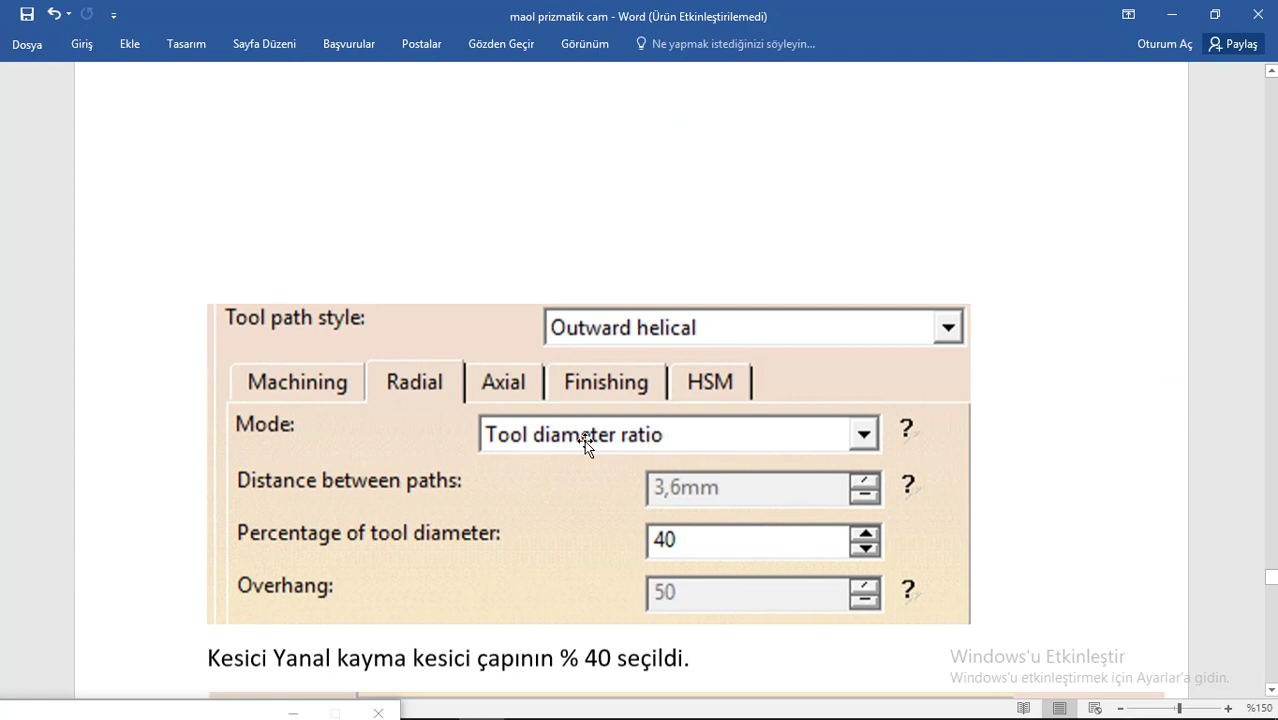 maol prizmatik cam - Word (Ürün Etkinleştirilemedi)
Dosya Giriş Ekle Tasarım Sayfa Düzeni Başvurular Postalar Gözden Geçir Görünüm Ne yapmak istediğinizi söyleyin... Oturum Aç Paylaş
Tool path style: Outward helical
Machining Radial Axial Finishing HSM
Mode: Tool diameter ratio ?
Distance between paths: 3,6mm ?
Percentage of tool diameter: 40
Overhang: 50 ?
Kesici Yanal kayma kesici çapının % 40 seçildi.
Windows'u Etkinleştir
Windows'u etkinleştirmek için Ayarlar'a gidin.
%150